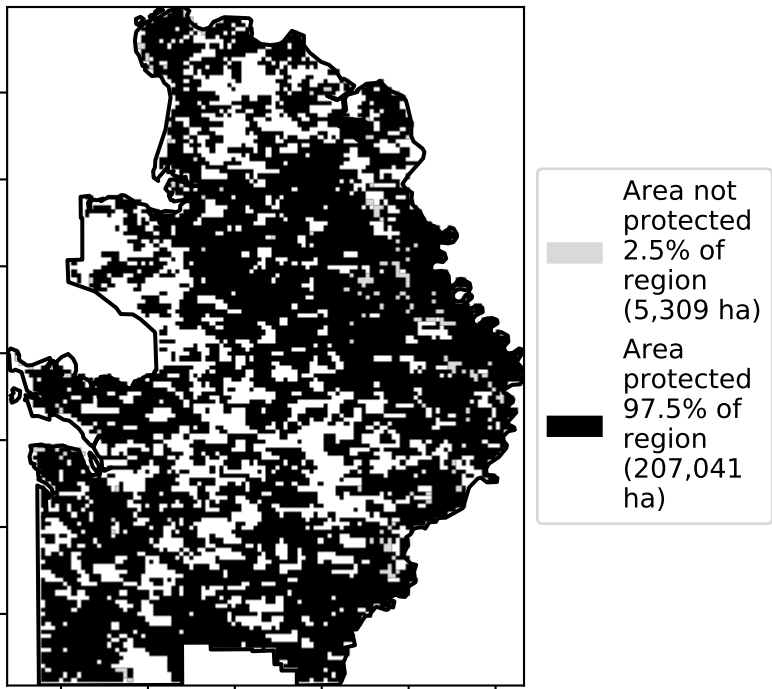 Area not
protected
2.5% of
region
(5,309 ha)
Area
protected
97.5% of
region
(207,041
ha)